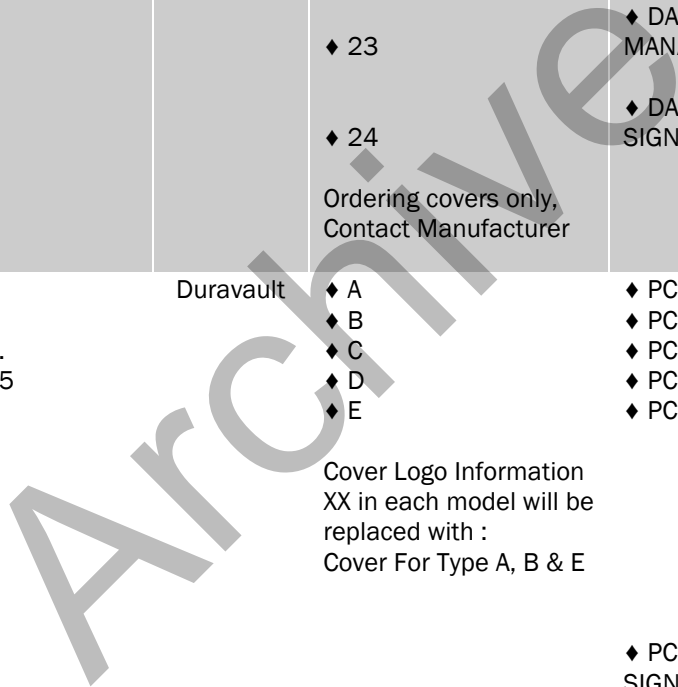 ♦ 23
♦ 24
Ordering covers only,
Contact Manufacturer
♦ DA
MANA
♦ DA
SIGN
5
Duravault
♦ A
♦ B
♦ C
♦ D
♦ E
Cover Logo Information
XX in each model will be
replaced with :
Cover For Type A, B & E
♦ PC
♦ PC
♦ PC
♦ PC
♦ PC
♦ PC
SIGN
Archive